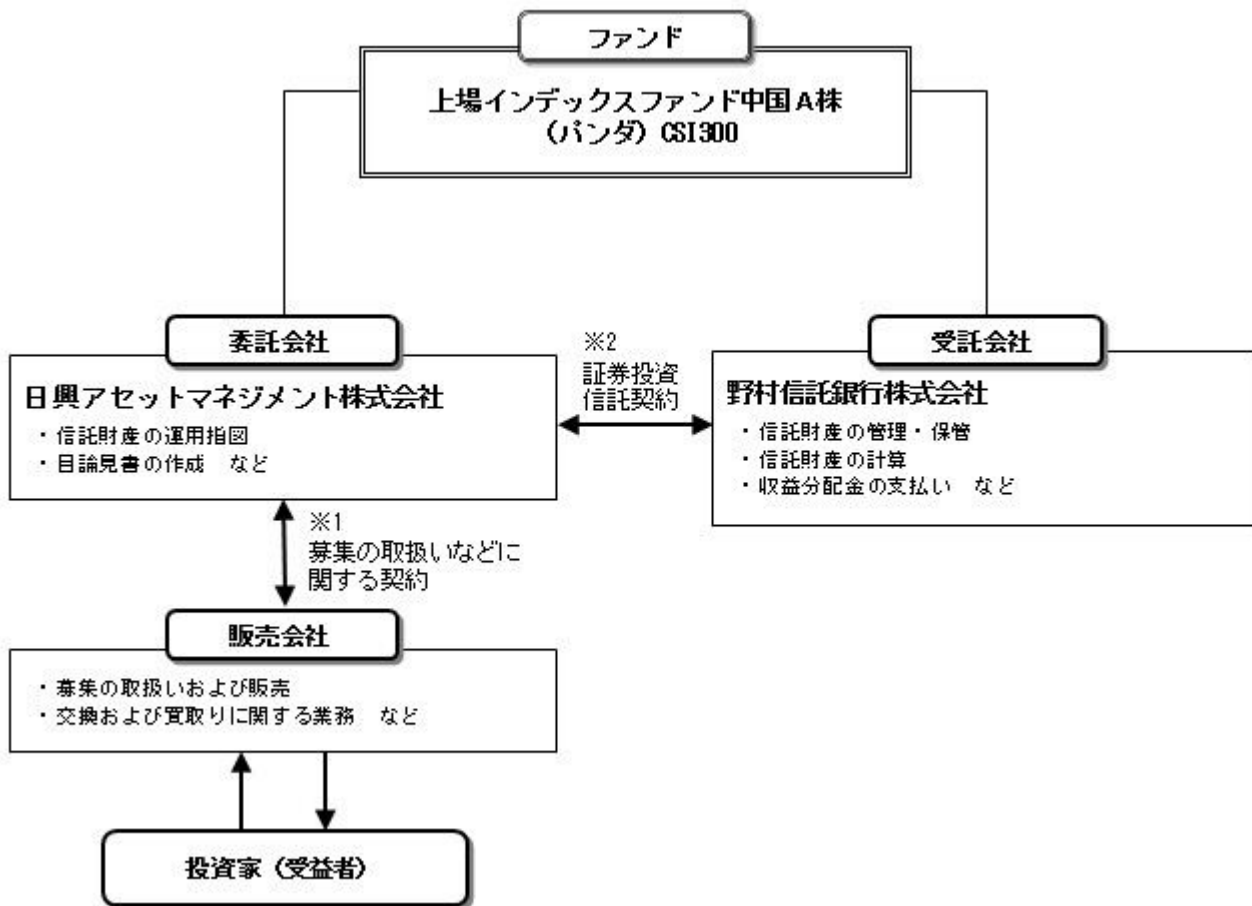 ファンド
上場インデックスファンド中国A株
(パンダ) CSI300
委託会社
日興アセットマネジメント株式会社
・信託財産の運用指図
・目論見書の作成 など
※2
証券投資
信託契約
受託会社
野村信託銀行株式会社
・信託財産の管理・保管
・信託財産の計算
・収益分配金の支払い など
※1
募集の取扱いなどに
関する契約
販売会社
・募集の取扱いおよび販売
・交換および買取りに関する業務 など
投資家(受益者)